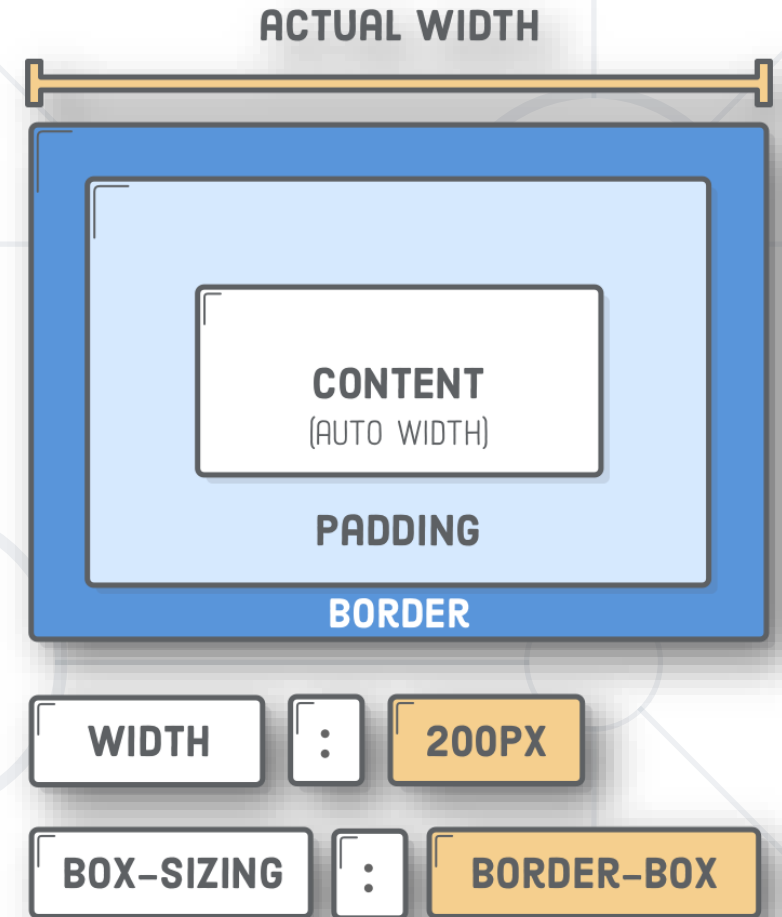 ACTUAL WIDTH
CONTENT
(AUTO WIDTH)
PADDING
BORDER
WIDTH : 200PX
BOX-SIZING : BORDER-BOX